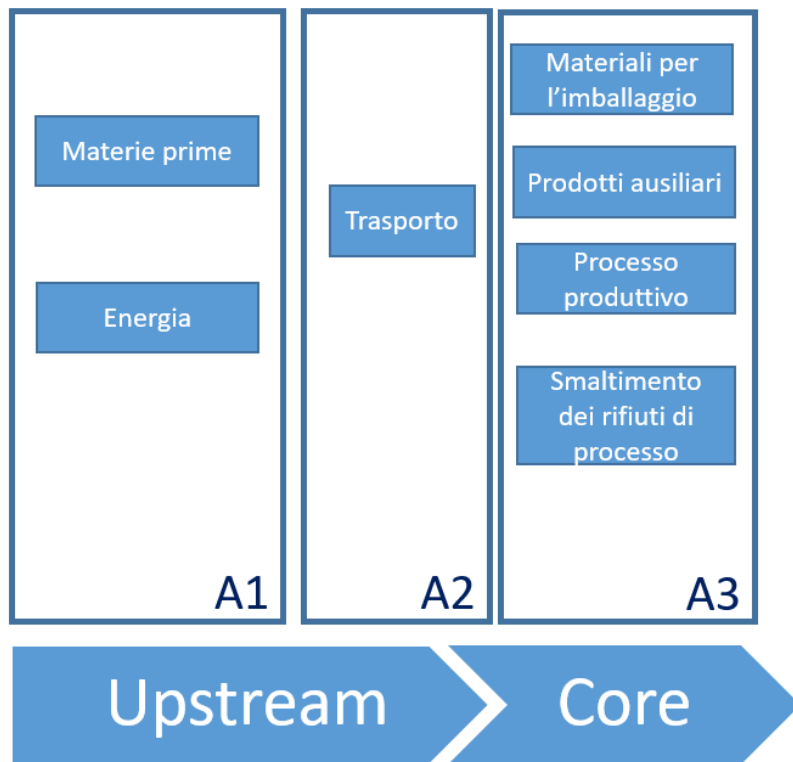 Materie prime
Energia
A1
Trasporto
A2
Materiali per
l'imballaggio
Prodotti ausiliari
Processo
produttivo
Smaltimento
dei rifiuti di
processo
A3
Upstream
Core